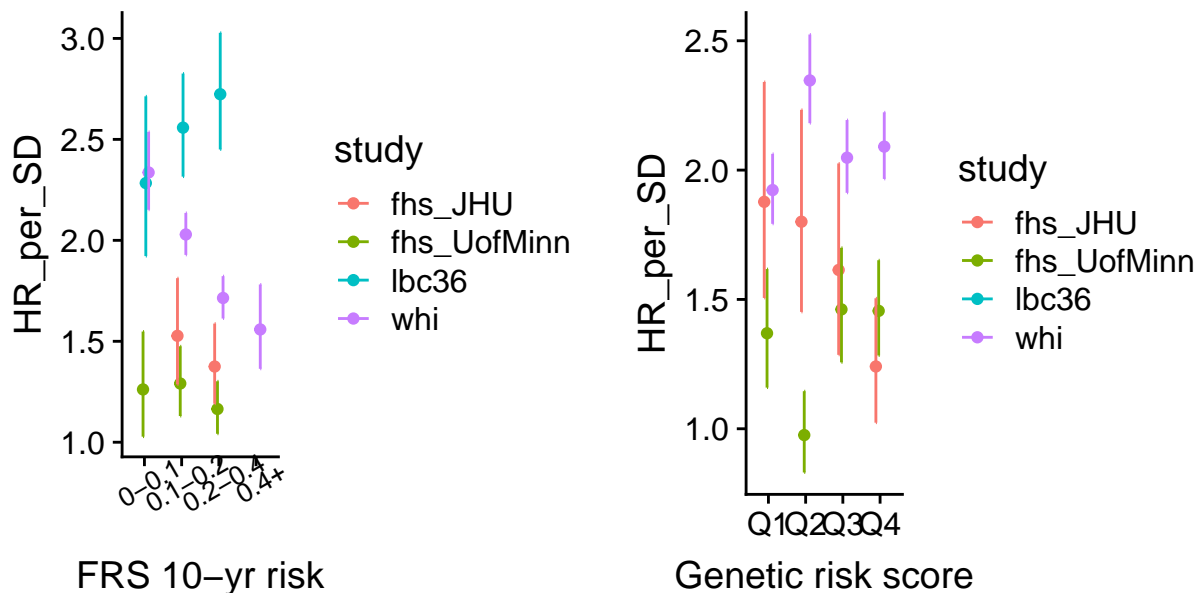 HR_per_SD
3.0
2.5
2.0
1.5
1.0
0−0.1
0.1−0.2
0.2−0.4
0.4+
FRS 10−yr risk
study
fhs_JHU
fhs_UofMinn
lbc36
whi
HR_per_SD
2.5
2.0
1.5
1.0
Q1 Q2 Q3 Q4
Genetic risk score
study
fhs_JHU
fhs_UofMinn
lbc36
whi